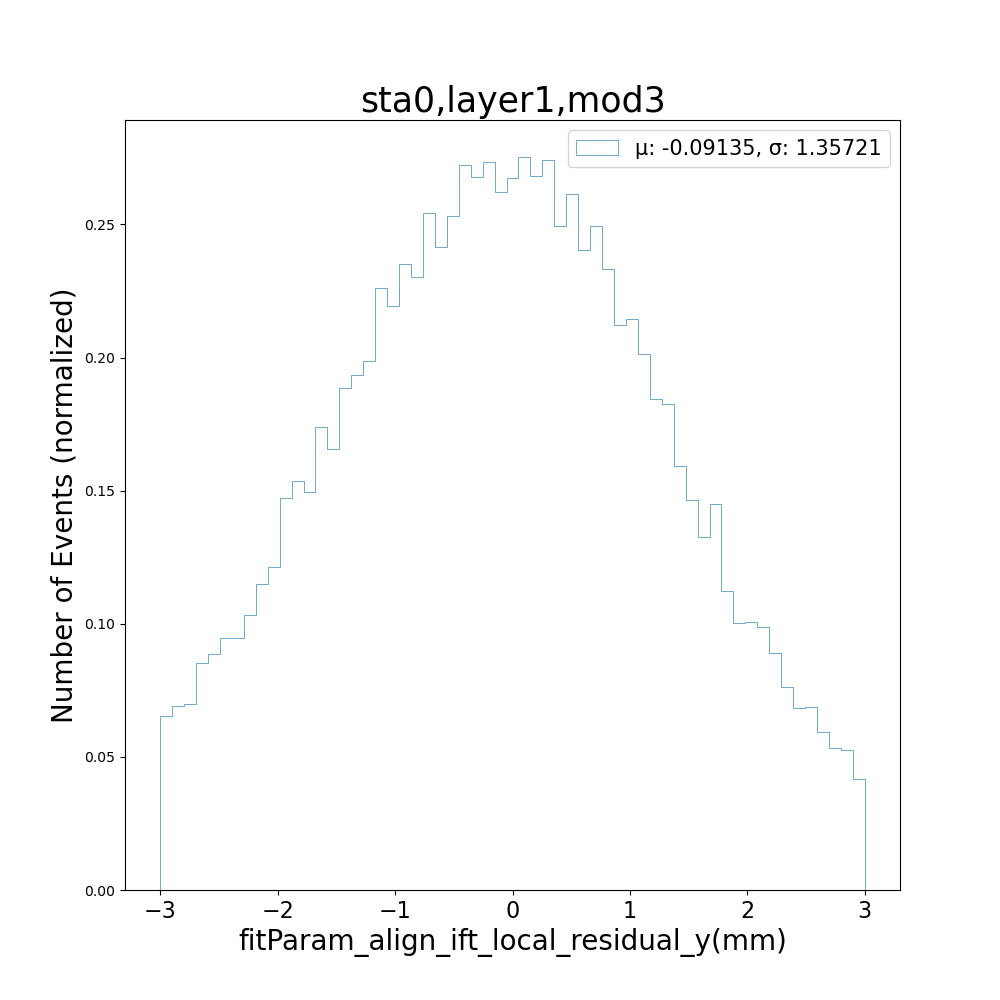 sta0,layer1,mod3
μ: -0.09135, σ: 1.35721
Number of Events (normalized)
0.25
0.20
0.15
0.10
0.05
0.00
−3 −2 −1 0 1 2 3
fitParam_align_ift_local_residual_y(mm)